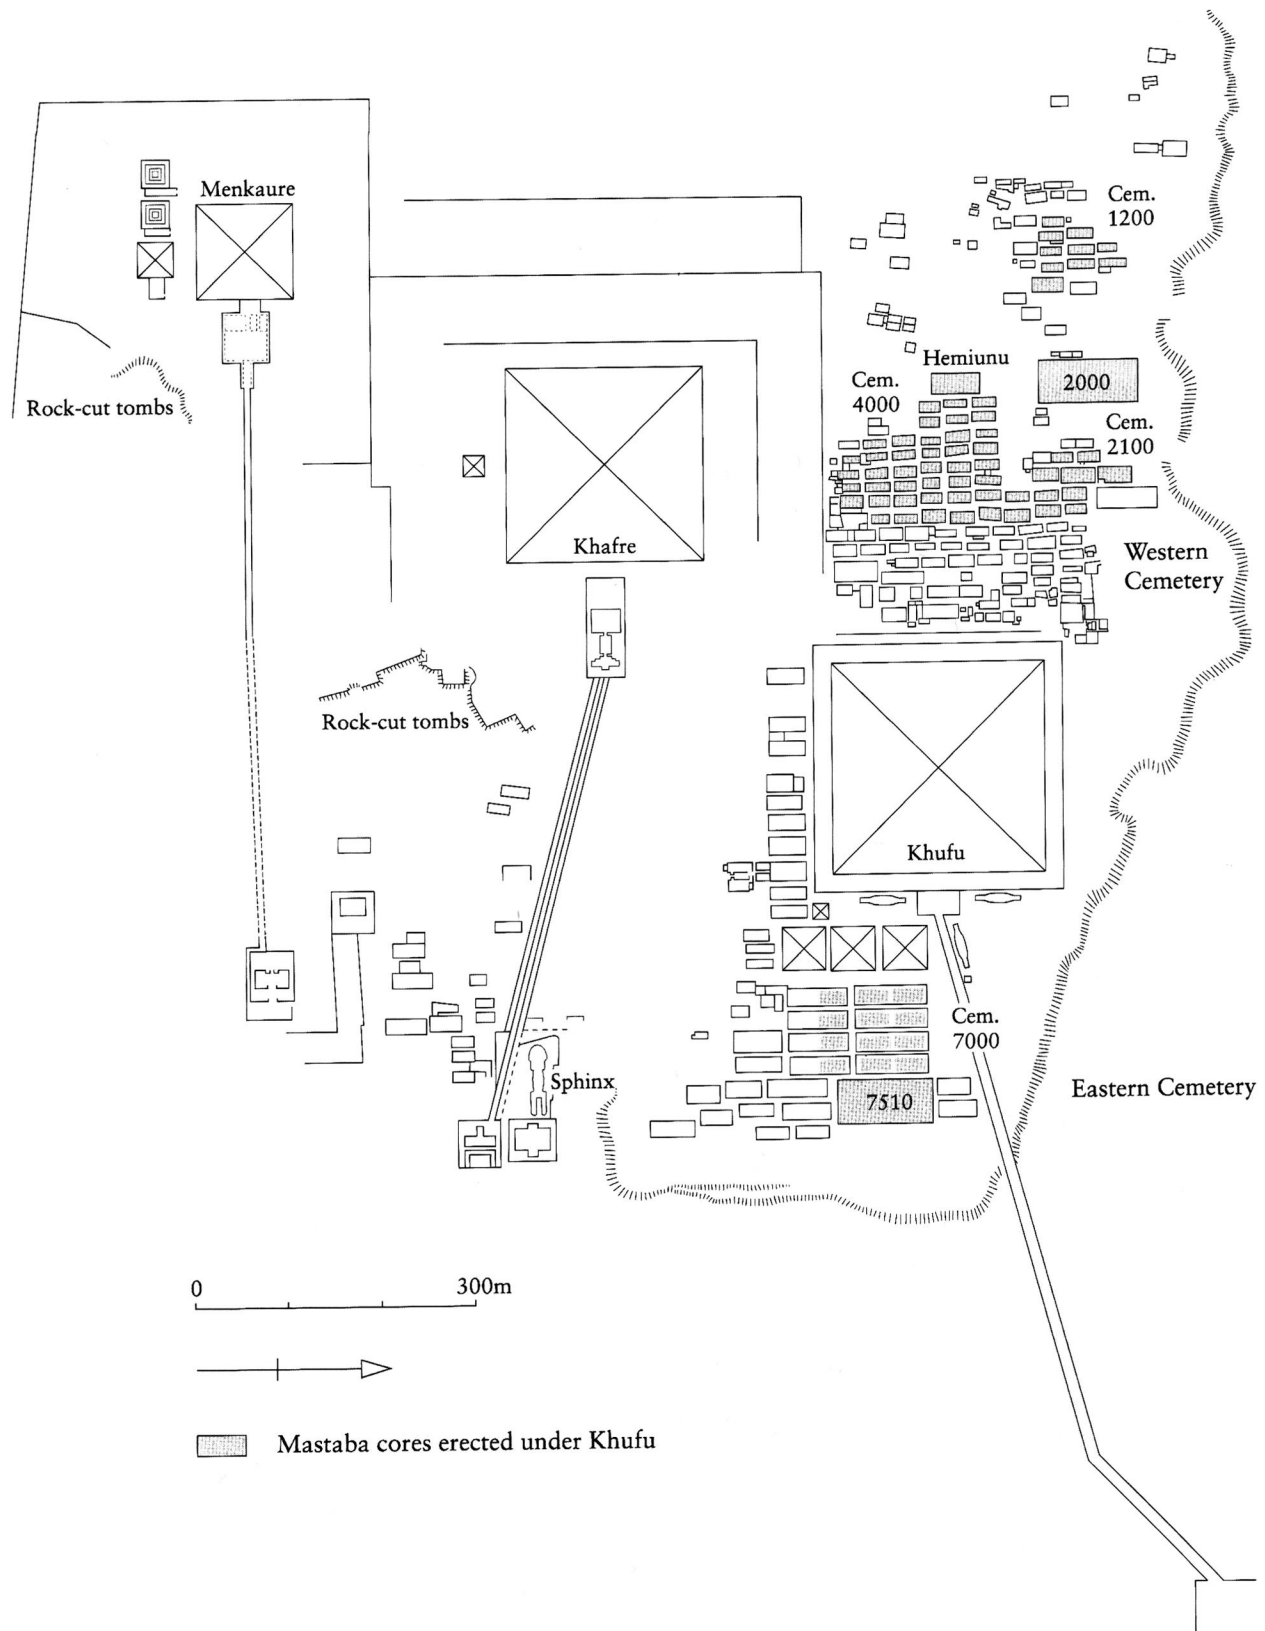 Menkaure
Cem.
1200
Rock-cut tombs
Hemiunu
Cem.
4000
2000
Cem.
2100
Khafre
Western
Cemetery
Rock-cut tombs
Khufu
Cem.
7000
Sphinx
7510
Eastern Cemetery
0 300m
Mastaba cores erected under Khufu